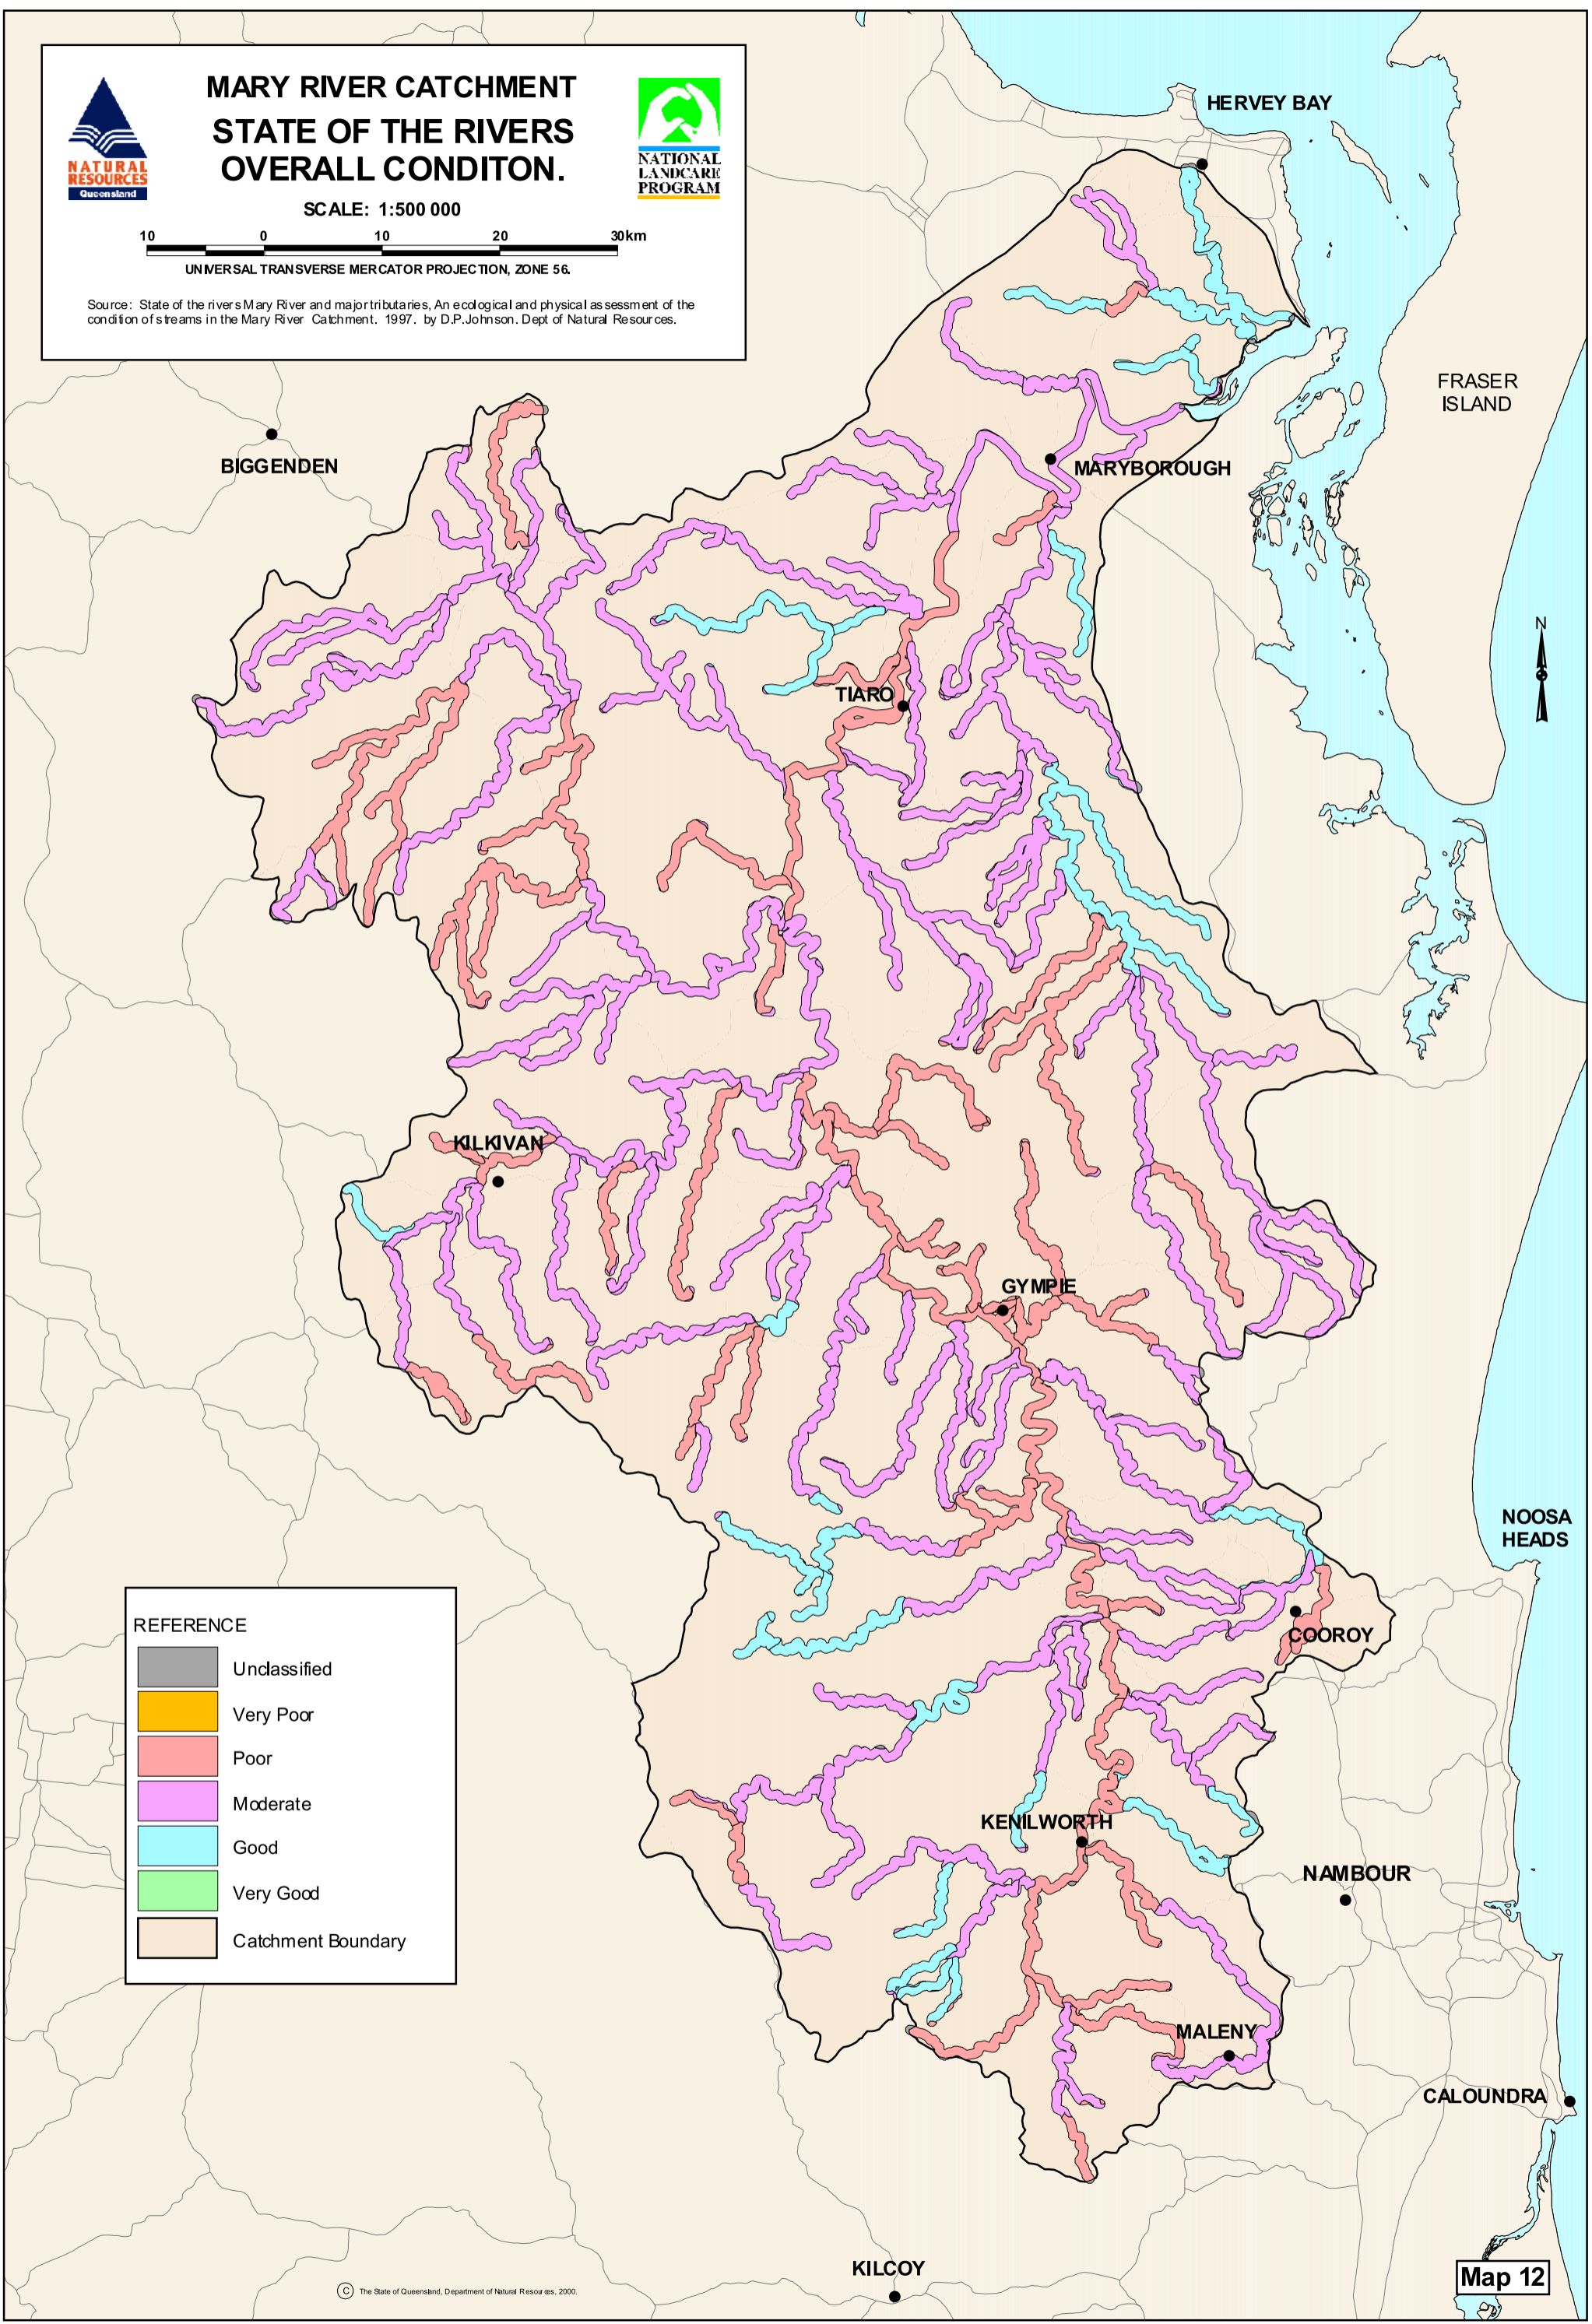 MARY RIVER CATCHMENT
STATE OF THE RIVERS
OVERALL CONDITON.
NATURAL
RESOURCES
Queensland
NATIONAL
LANDCARE
PROGRAM
SCALE: 1:500 000
10 0 10 20 30km
UNIVERSAL TRANSVERSE MERCATOR PROJECTION, ZONE 56.
Source: State of the rivers Mary River and major tributaries, An ecological and physical assessment of the
condition of streams in the Mary River Catchment. 1997. by D.P.Johnson. Dept of Natural Resources.
HERVEY BAY
FRASER
ISLAND
BIGGENDEN
MARYBOROUGH
N
TIARO
KILKIVAN
GYMPIE
NOOSA
HEADS
COOROY
REFERENCE
Unclassified
Very Poor
Poor
Moderate
Good
Very Good
Catchment Boundary
KENILWORTH
NAMBOUR
MALENY
CALOUNDRA
KILCOY
Map 12
C The State of Queensland, Department of Natural Resources, 2000.